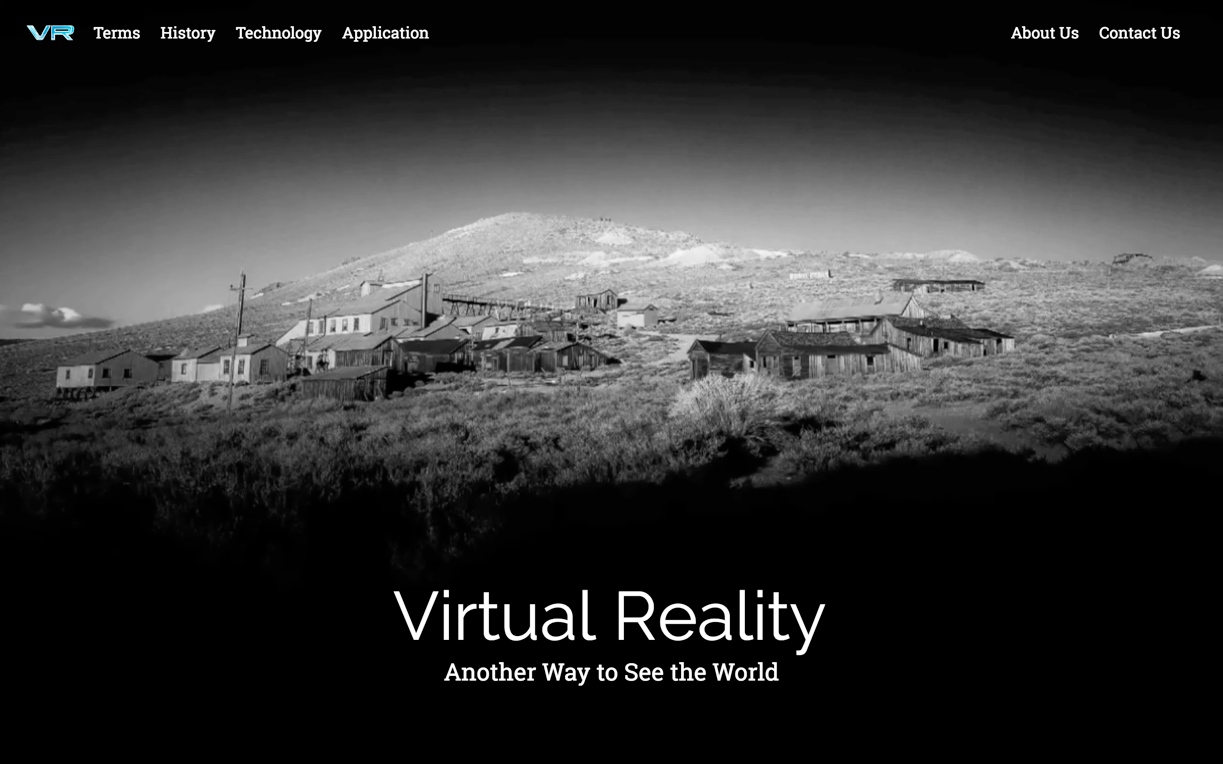 VR Terms History Technology Application About Us Contact Us
Virtual Reality
Another Way to See the World